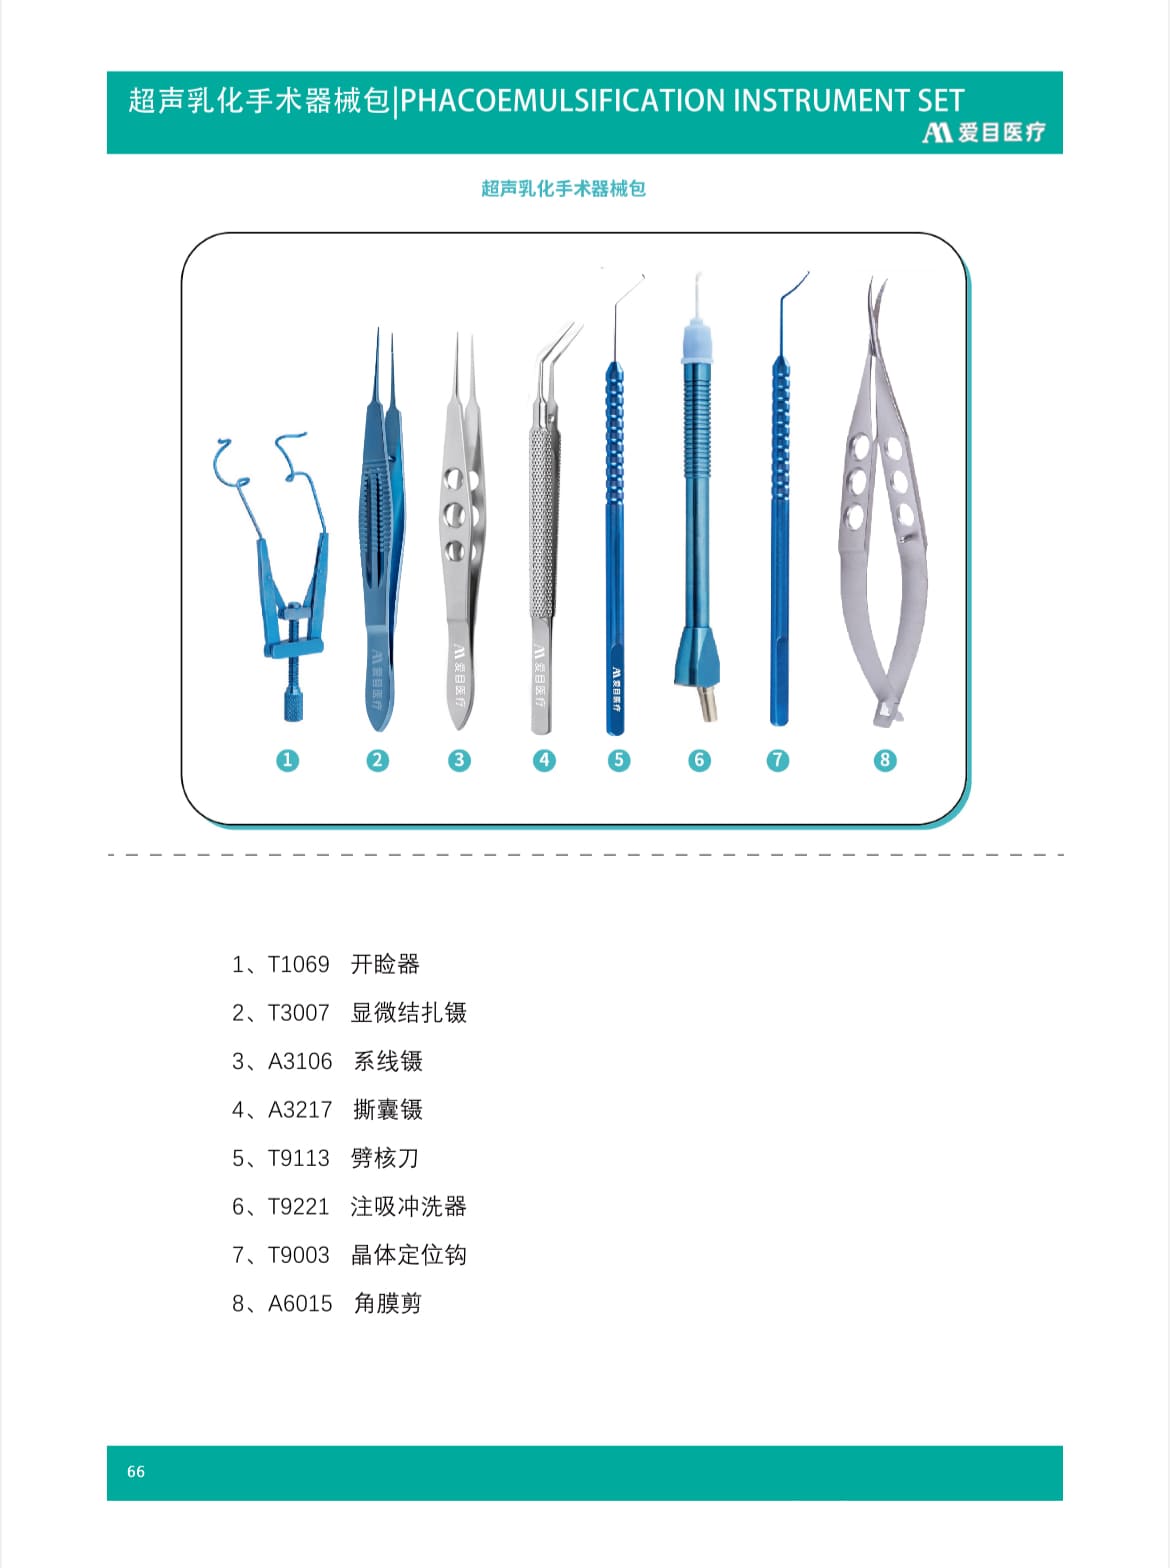 超声乳化手术器械包|PHACOEMULSIFICATION INSTRUMENT SET
爱目医疗
超声乳化手术器械包
爱目医疗
爱目医疗
爱目医疗
爱目医疗
1 2 3 4 5 6 7 8
1、T1069 开睑器
2、T3007 显微结扎镊
3、A3106 系线镊
4、A3217 撕囊镊
5、T9113 劈核刀
6、T9221 注吸冲洗器
7、T9003 晶体定位钩
8、A6015 角膜剪
66